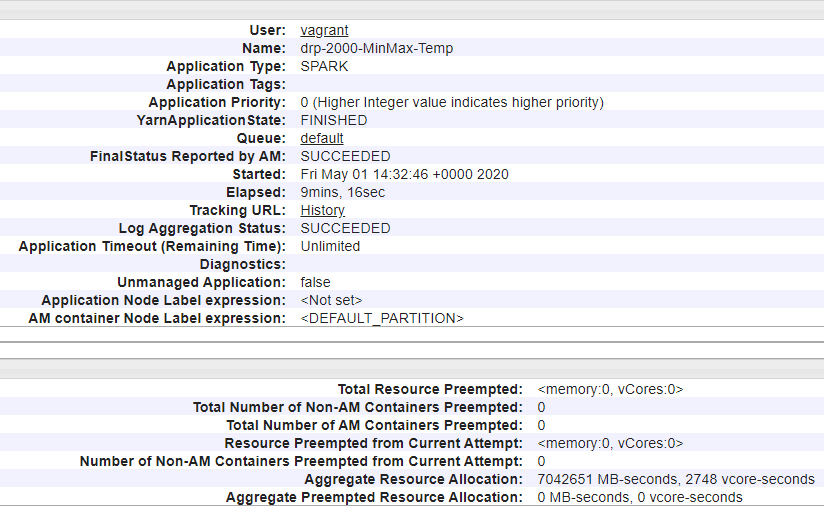 User: vagrant
Name: drp-2000-MinMax-Temp
Application Type: SPARK
Application Tags:
Application Priority: 0 (Higher Integer value indicates higher priority)
YarnApplicationState: FINISHED
Queue: default
FinalStatus Reported by AM: SUCCEEDED
Started: Fri May 01 14:32:46 +0000 2020
Elapsed: 9mins, 16sec
Tracking URL: History
Log Aggregation Status: SUCCEEDED
Application Timeout (Remaining Time): Unlimited
Diagnostics:
Unmanaged Application: false
Application Node Label expression: <Not set>
AM container Node Label expression: <DEFAULT_PARTITION>
Total Resource Preempted: <memory:0, vCores:0>
Total Number of Non-AM Containers Preempted: 0
Total Number of AM Containers Preempted: 0
Resource Preempted from Current Attempt: <memory:0, vCores:0>
Number of Non-AM Containers Preempted from Current Attempt: 0
Aggregate Resource Allocation: 7042651 MB-seconds, 2748 vcore-seconds
Aggregate Preempted Resource Allocation: 0 MB-seconds, 0 vcore-seconds